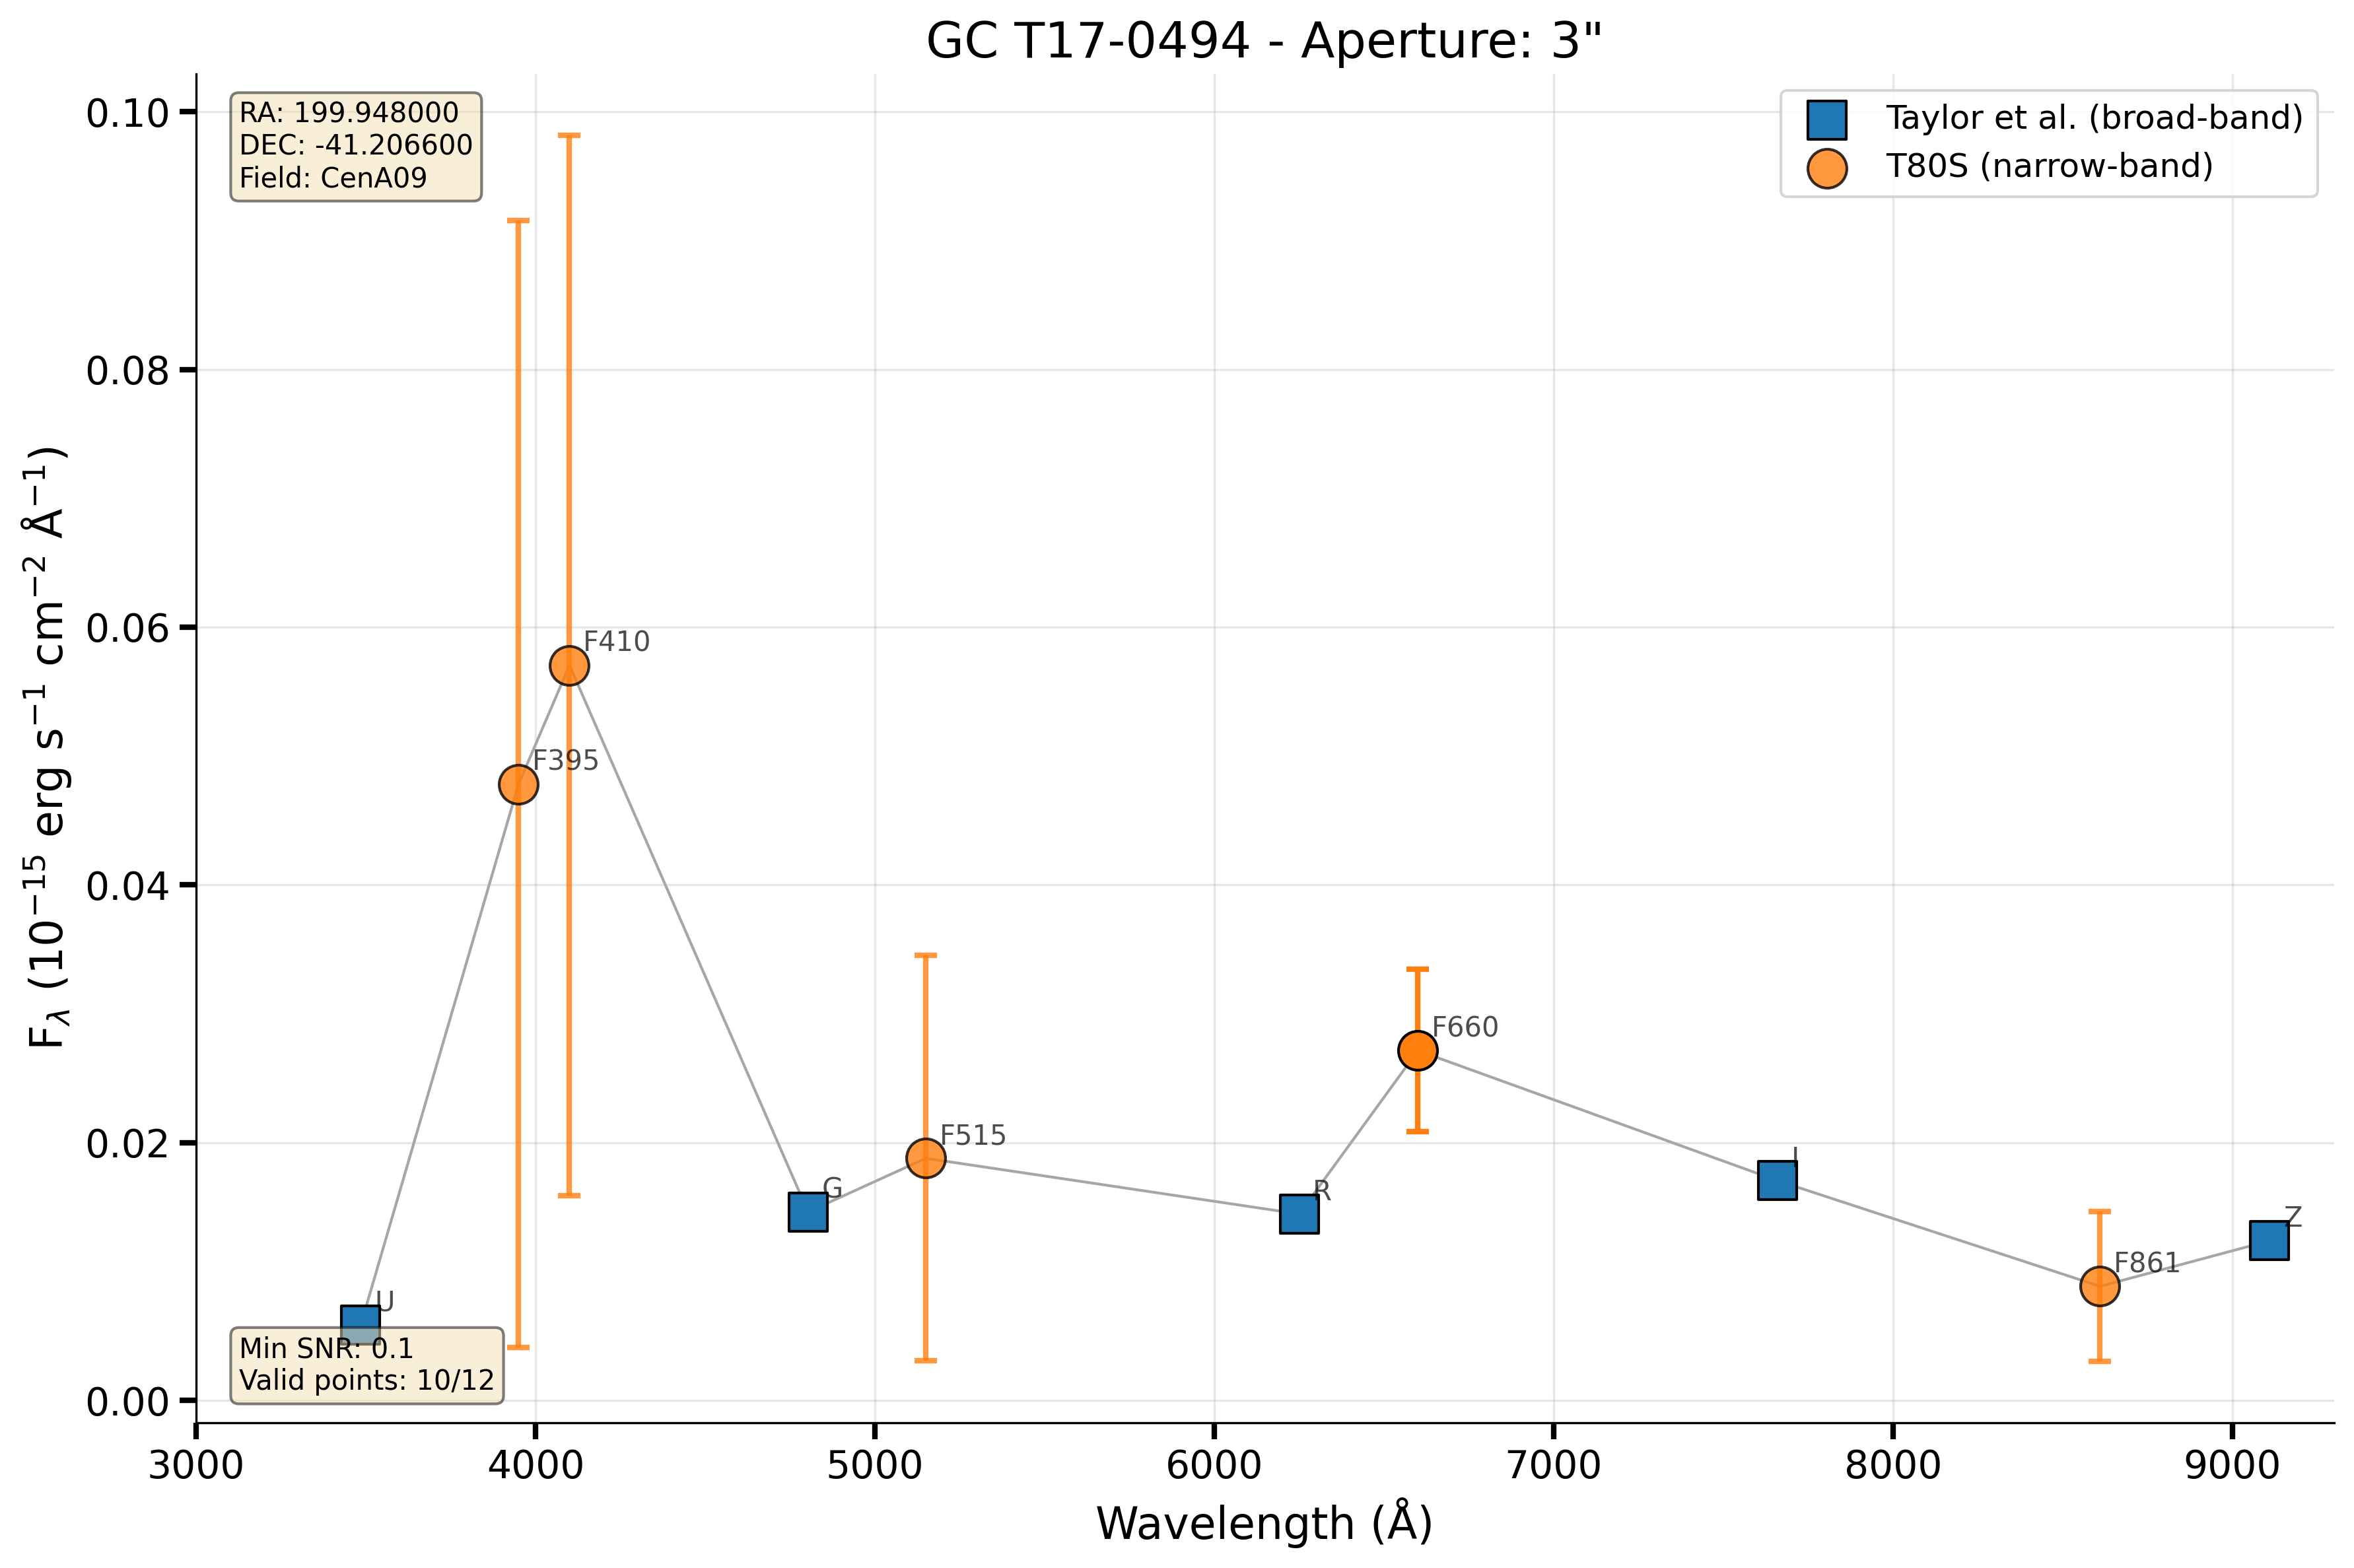 GC T17-0494 - Aperture: 3"
RA: 199.948000
DEC: -41.206600
Field: CenA09
Taylor et al. (broad-band)
T80S (narrow-band)
0.10
0.08
0.06
0.04
0.02
0.00
F_λ (10⁻¹⁵ erg s⁻¹ cm⁻² Å⁻¹)
F410
F395
F660
F515
G
R
I
Z
F861
U
Min SNR: 0.1
Valid points: 10/12
3000 4000 5000 6000 7000 8000 9000
Wavelength (Å)